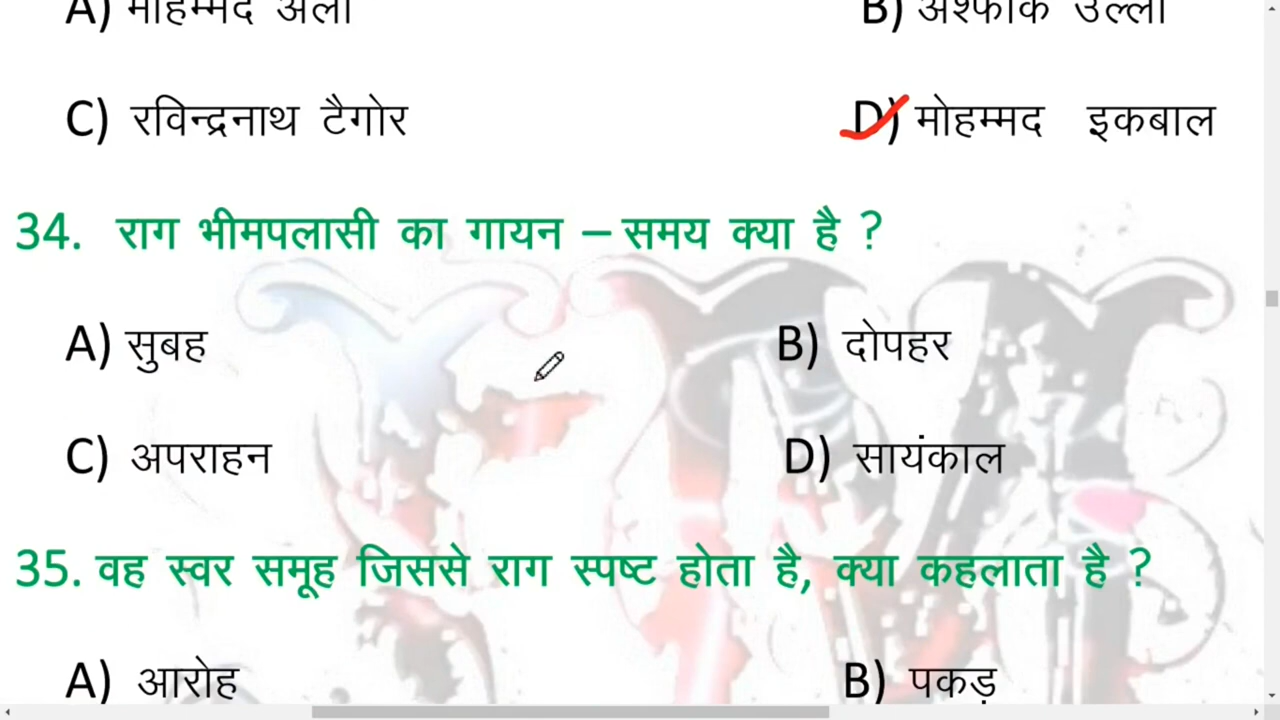 A) मोहम्मद अली B) अश्फाक उल्ला
C) रविन्द्रनाथ टैगोर D) मोहम्मद इकबाल
34. राग भीमपलासी का गायन – समय क्या है ?
A) सुबह B) दोपहर
C) अपराहन D) सायंकाल
35. वह स्वर समूह जिससे राग स्पष्ट होता है, क्या कहलाता है ?
A) आरोह B) पकड़